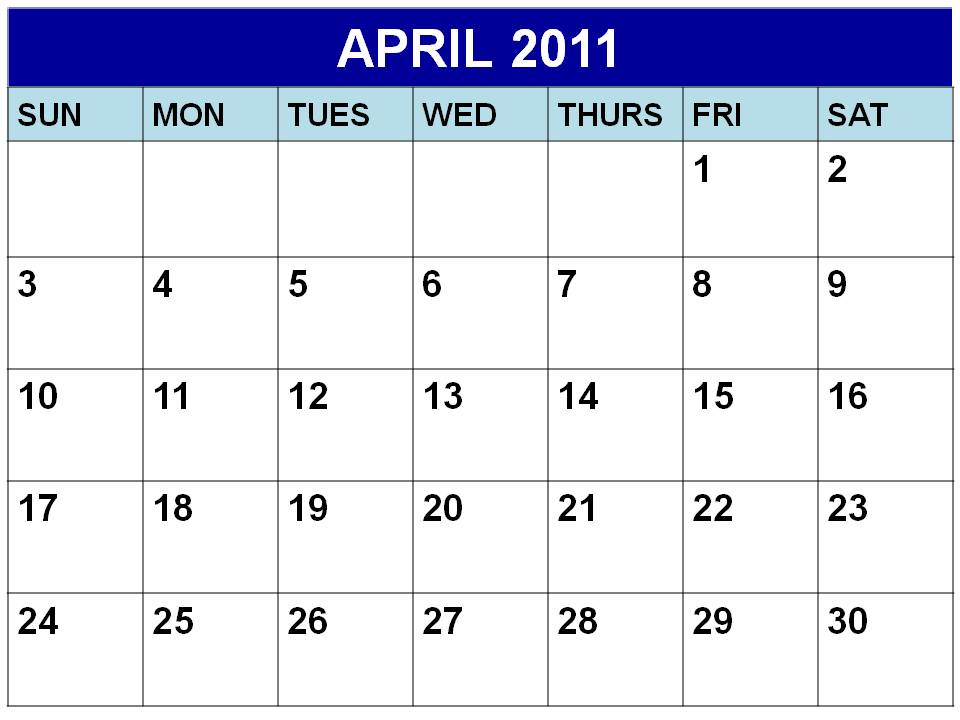 APRIL 2011
SUN MON TUES WED THURS FRI SAT
1 2
3 4 5 6 7 8 9
10 11 12 13 14 15 16
17 18 19 20 21 22 23
24 25 26 27 28 29 30